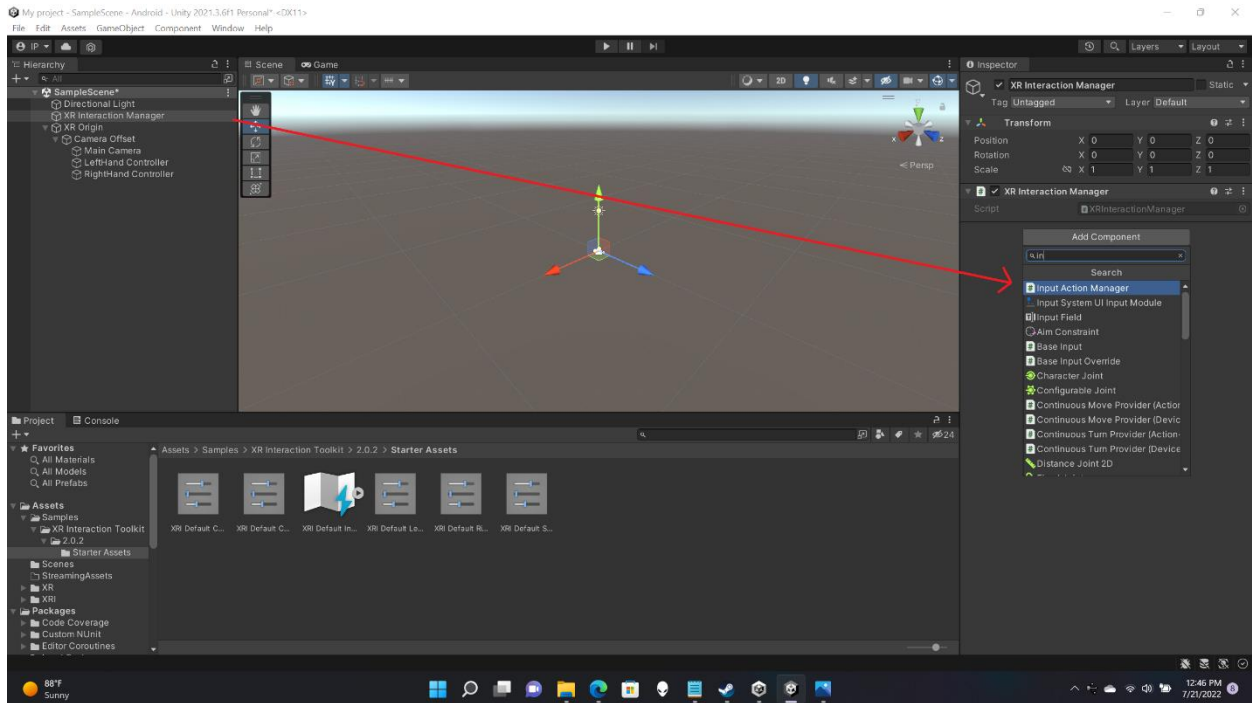 My project - SampleScene - Android - Unity 2021.3.6f1 Personal* <DX11>
File Edit Assets GameObject Component Window Help
IP
Layers Layout
Hierarchy
All
SampleScene*
Directional Light
XR Interaction Manager
XR Origin
Camera Offset
Main Camera
LeftHand Controller
RightHand Controller
Scene Game
2D
x z
< Persp
Inspector
XR Interaction Manager Static
Tag Untagged Layer Default
Transform
Position X 0 Y 0 Z 0
Rotation X 0 Y 0 Z 0
Scale X 1 Y 1 Z 1
XR Interaction Manager
Script XRInteractionManager
Add Component
in
Search
Input Action Manager
Input System UI Input Module
Input Field
Aim Constraint
Base Input
Base Input Override
Character Joint
Configurable Joint
Continuous Move Provider (Action
Continuous Move Provider (Devic
Continuous Turn Provider (Action-
Continuous Turn Provider (Device
Distance Joint 2D
Project Console
24
Favorites
All Materials
All Models
All Prefabs
Assets
Samples
XR Interaction Toolkit
2.0.2
Starter Assets
Scenes
StreamingAssets
XR
XRI
Packages
Code Coverage
Custom NUnit
Editor Coroutines
Assets > Samples > XR Interaction Toolkit > 2.0.2 > Starter Assets
XRI Default C... XRI Default C... XRI Default In... XRI Default Lo... XRI Default Ri... XRI Default S...
88°F
Sunny
12:46 PM
7/21/2022